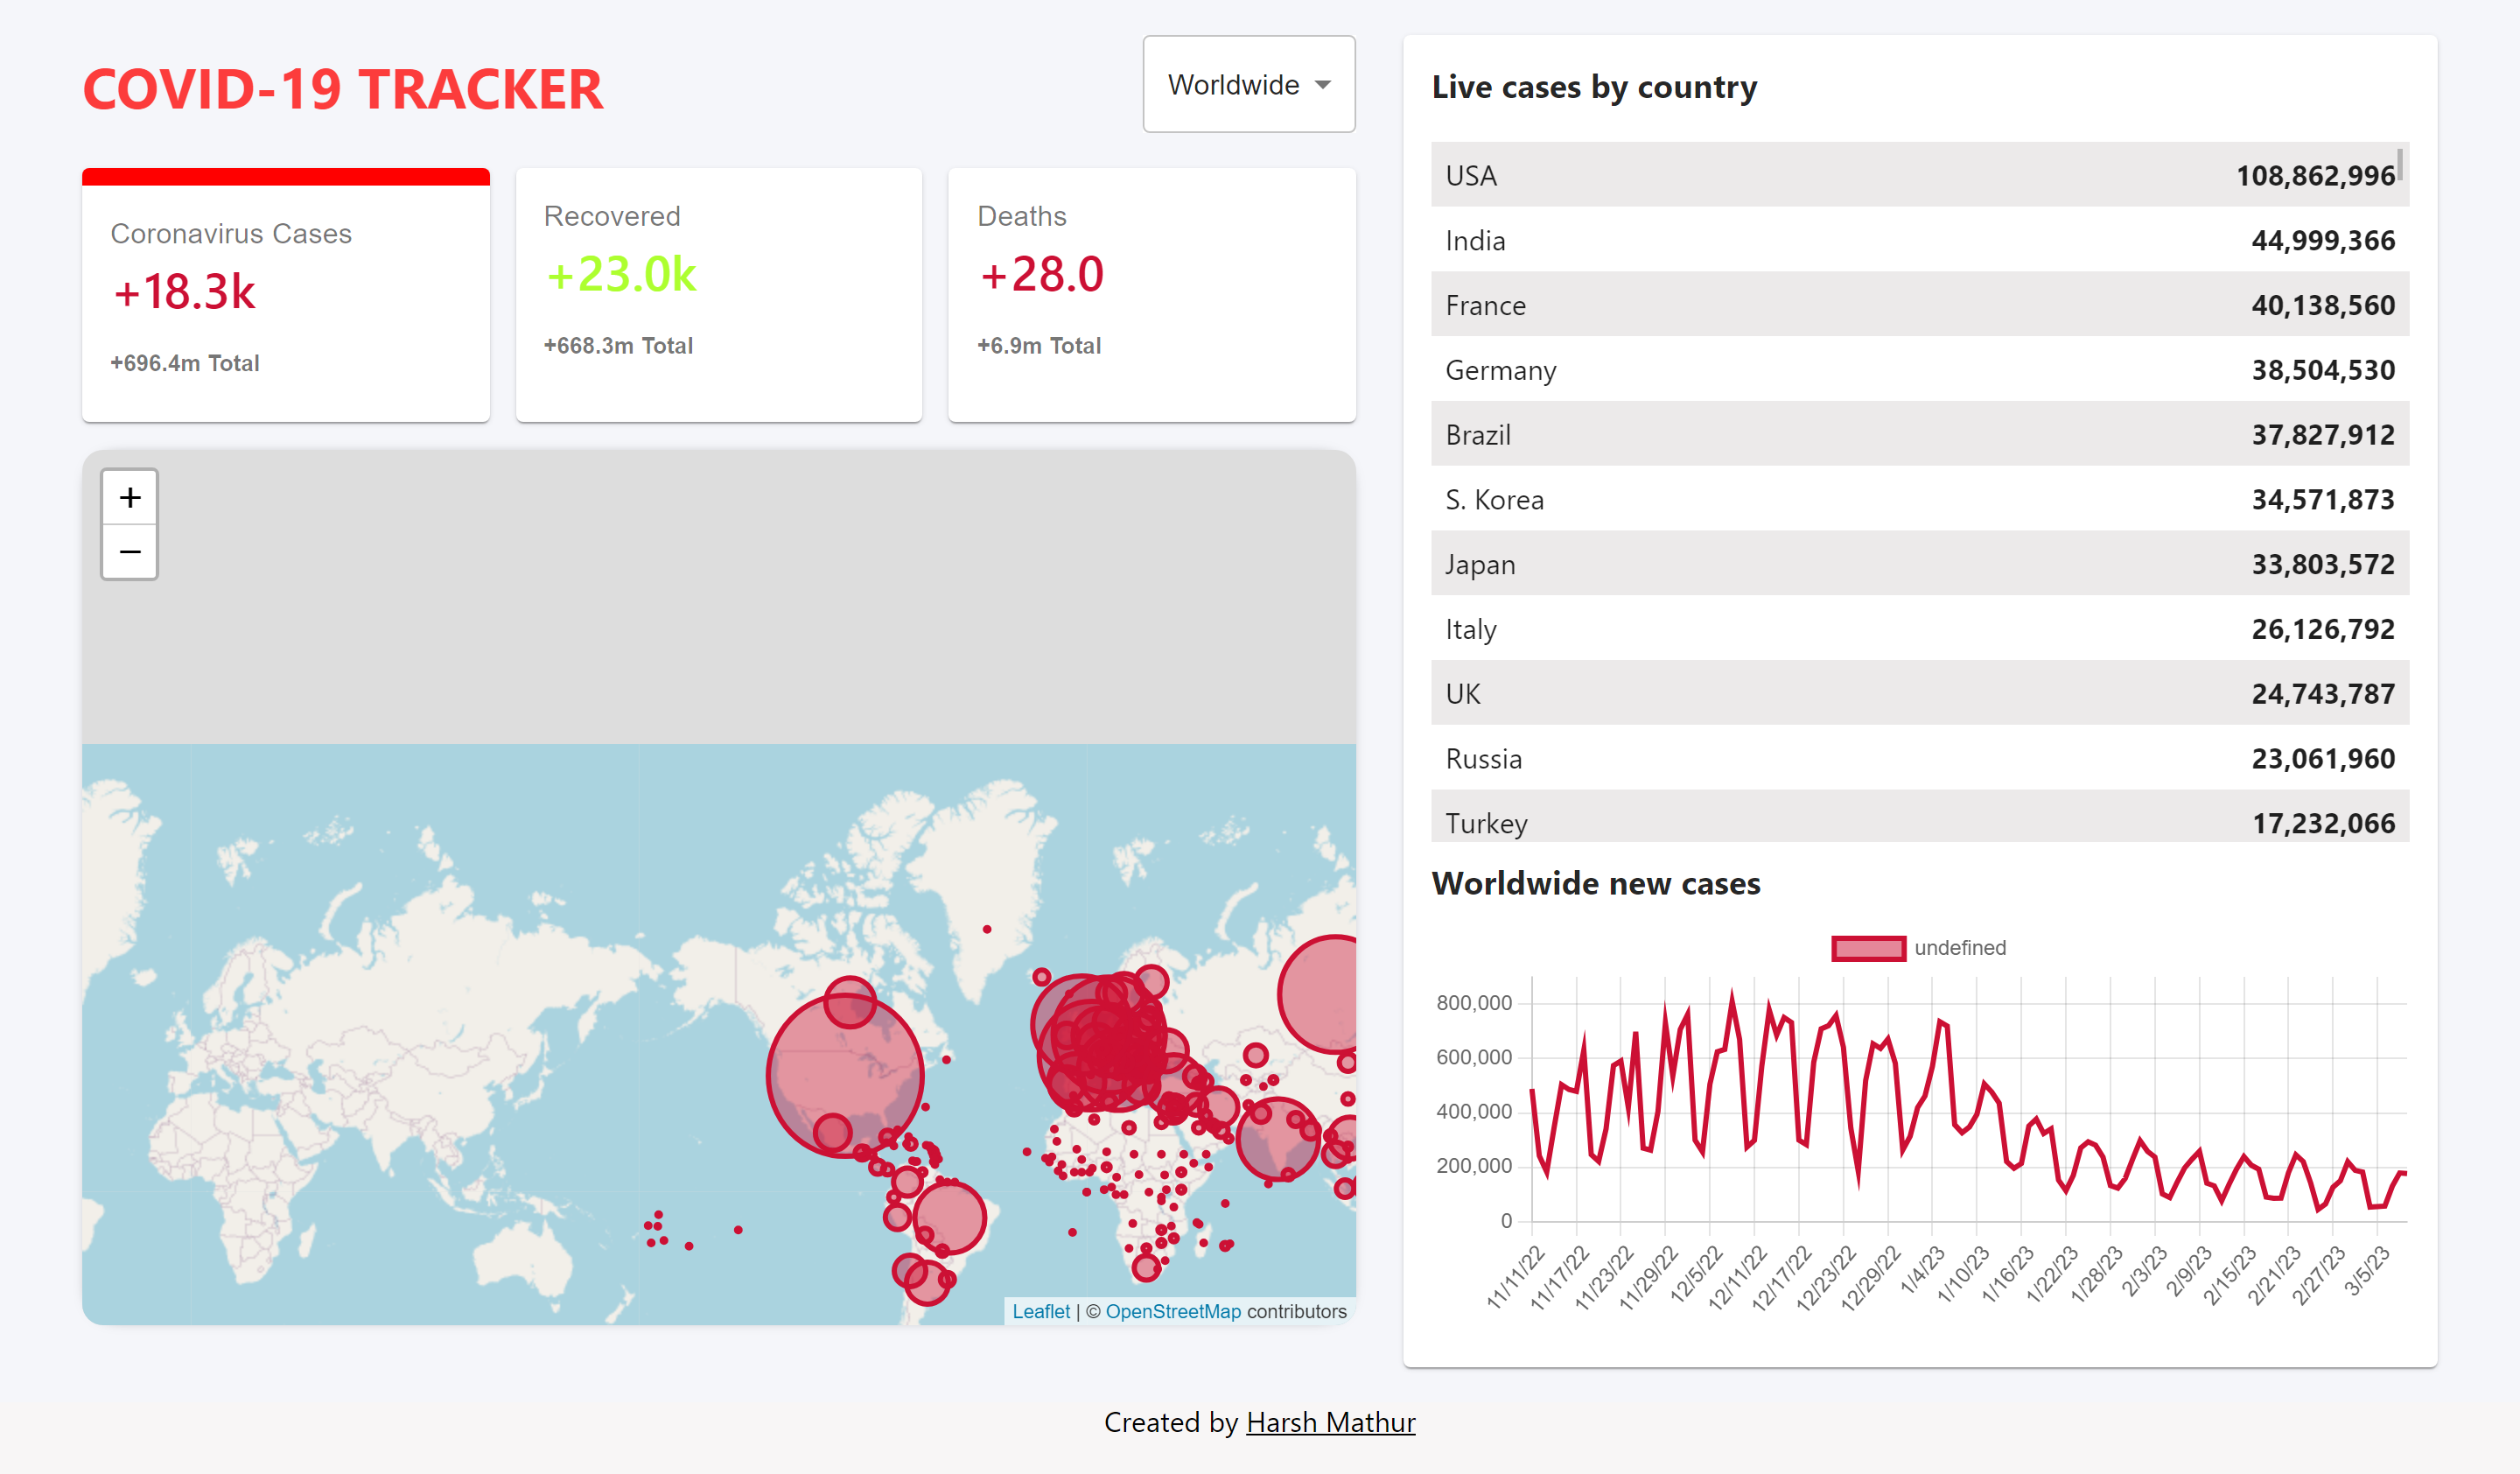 COVID-19 TRACKER
Worldwide
Coronavirus Cases
+18.3k
+696.4m Total
Recovered
+23.0k
+668.3m Total
Deaths
+28.0
+6.9m Total
+
−
Leaflet | © OpenStreetMap contributors
Live cases by country
USA 108,862,996
India 44,999,366
France 40,138,560
Germany 38,504,530
Brazil 37,827,912
S. Korea 34,571,873
Japan 33,803,572
Italy 26,126,792
UK 24,743,787
Russia 23,061,960
Turkey 17,232,066
Worldwide new cases
undefined
800,000
600,000
400,000
200,000
0
11/11/22 11/17/22 11/23/22 11/29/22 12/5/22 12/11/22 12/17/22 12/23/22 12/29/22 1/4/23 1/10/23 1/16/23 1/22/23 1/28/23 2/3/23 2/9/23 2/15/23 2/21/23 2/27/23 3/5/23
Created by Harsh Mathur